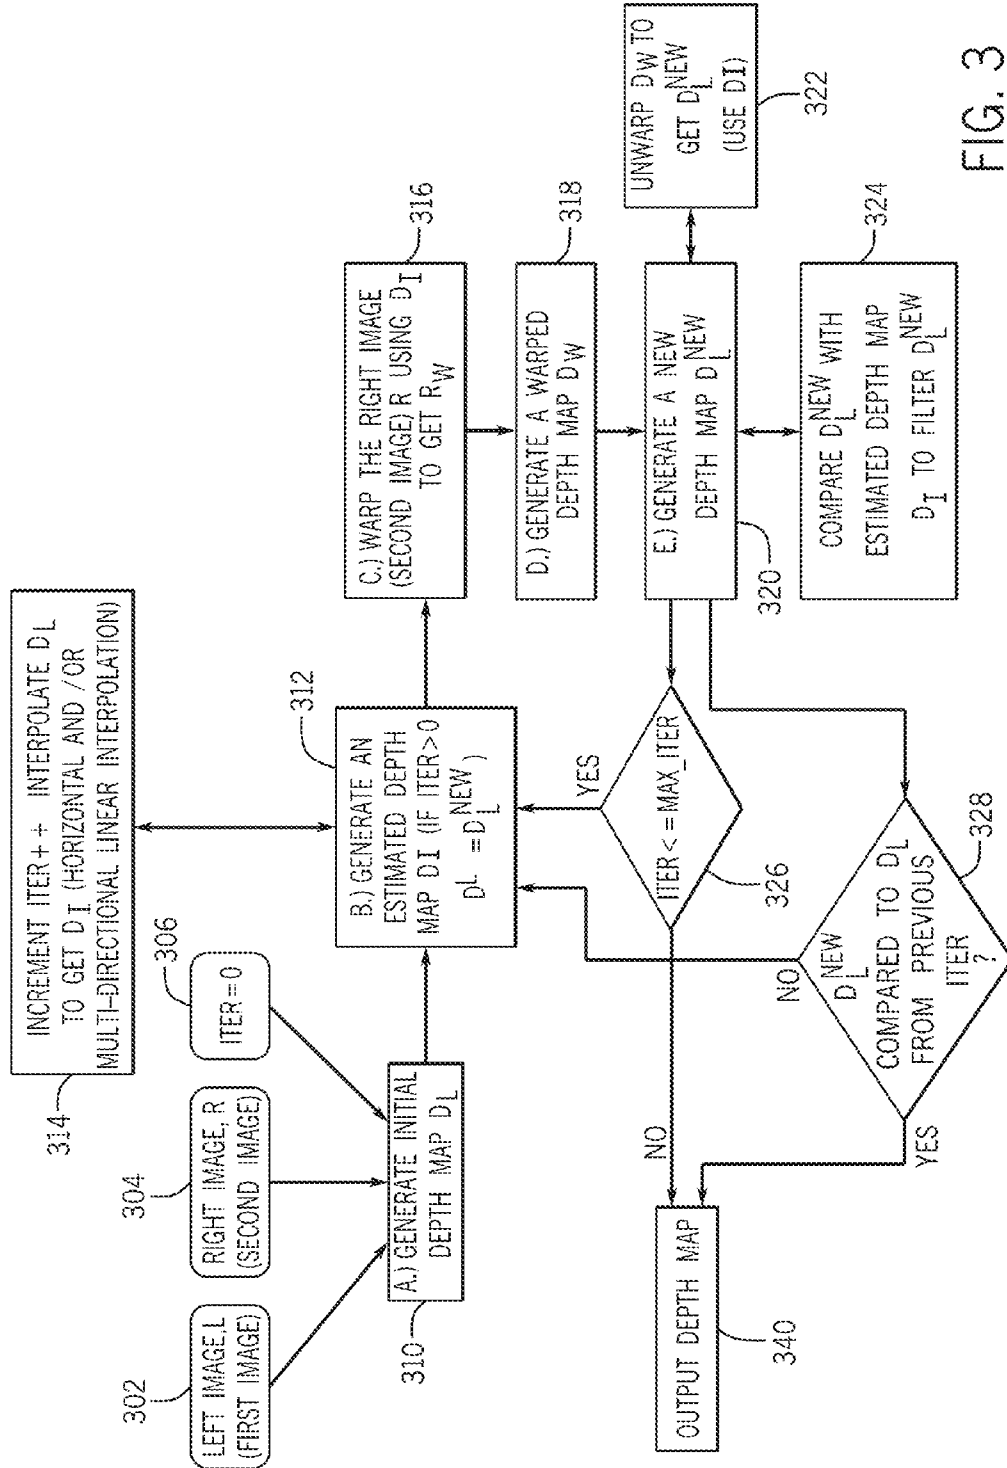 INCREMENT ITER++ INTERPOLATE DL
TO GET DI (HORIZONTAL AND/OR
MULTI-DIRECTIONAL LINEAR INTERPOLATION)
314
302
LEFT IMAGE,L
(FIRST IMAGE)
304
RIGHT IMAGE, R
(SECOND IMAGE)
306
ITER=0
A.) GENERATE INITIAL
DEPTH MAP DL
310
312
B.) GENERATE AN
ESTIMATED DEPTH
MAP DI (IF ITER>0
DL =DLNEW )
316
C.) WARP THE RIGHT IMAGE
(SECOND IMAGE) R USING DI
TO GET RW
318
D.) GENERATE A WARPED
DEPTH MAP DW
E.) GENERATE A NEW
DEPTH MAP DLNEW
320
UNWARP DW TO
GET DLNEW
(USE DI)
322
324
COMPARE DLNEW WITH
ESTIMATED DEPTH MAP
DI TO FILTER DLNEW
YES
ITER<=MAX_ITER
326
NO
NO
328
DLNEW
COMPARED TO DL
FROM PREVIOUS
ITER
?
YES
OUTPUT DEPTH MAP
340
FIG. 3